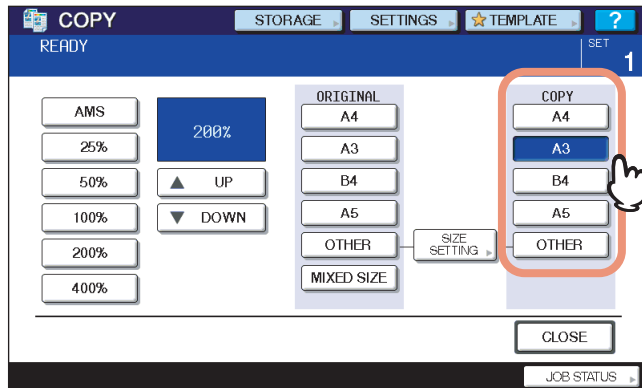 COPY
STORAGE
SETTINGS
TEMPLATE
?
READY
SET
1
AMS
25%
50%
100%
200%
400%
200%
UP
DOWN
ORIGINAL
A4
A3
B4
A5
OTHER
MIXED SIZE
SIZE
SETTING
COPY
A4
A3
B4
A5
OTHER
CLOSE
JOB STATUS